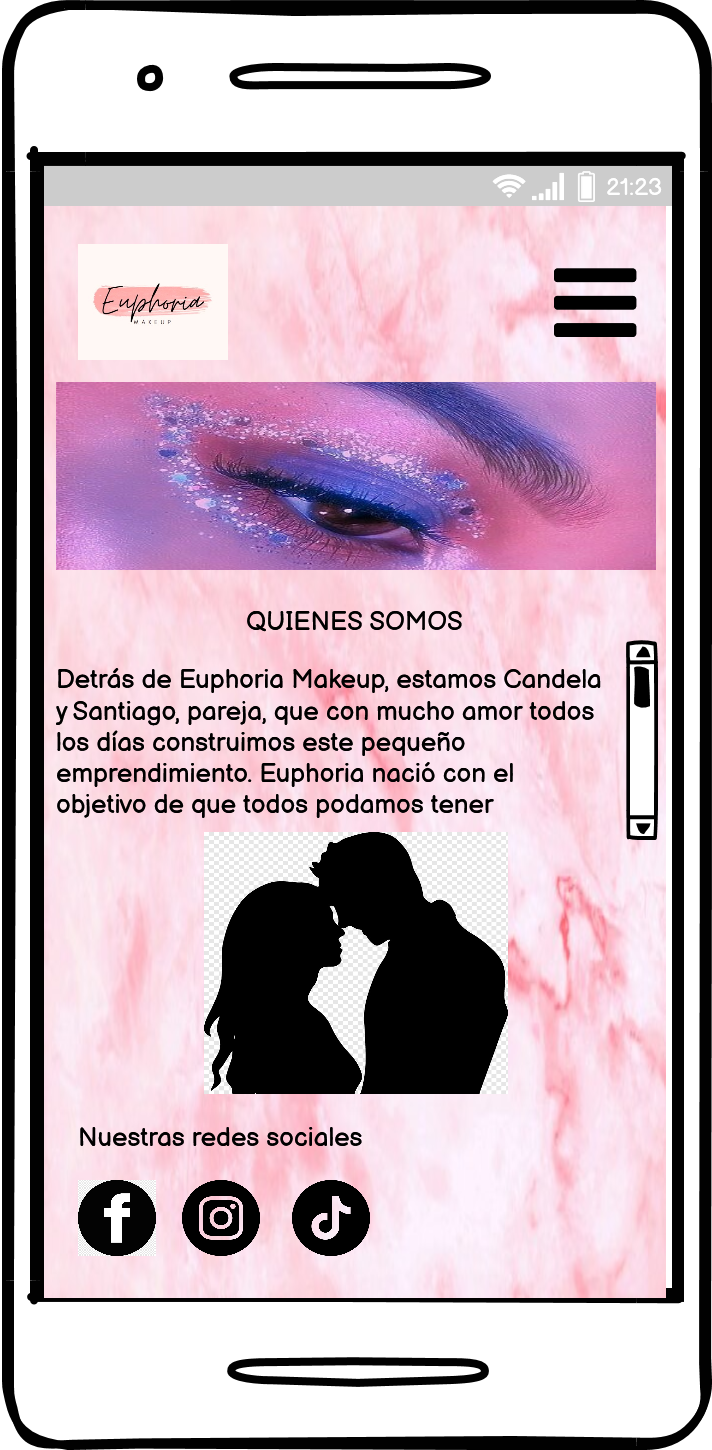 21:23
Euphoria
MAKEUP
QUIENES SOMOS
Detrás de Euphoria Makeup, estamos Candela
y Santiago, pareja, que con mucho amor todos
los días construimos este pequeño
emprendimiento. Euphoria nació con el
objetivo de que todos podamos tener
Nuestras redes sociales